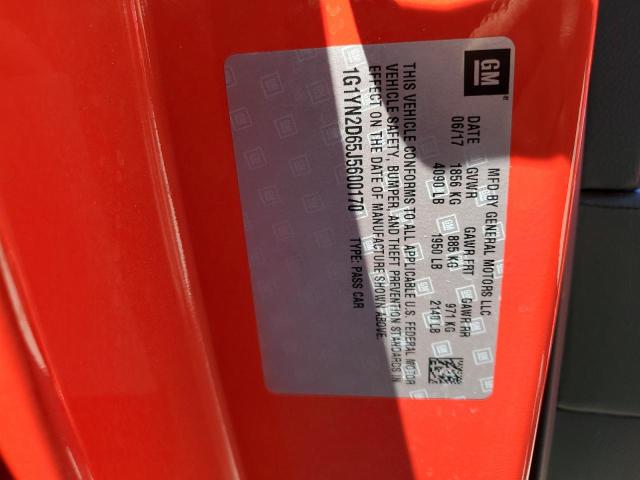 GM
®
MFD BY GENERAL MOTORS LLC
DATE GVWR GAWR FRT GAWR RR
06/17 1856 KG 885 KG 971 KG
4090 LB 1950 LB 2140 LB
THIS VEHICLE CONFORMS TO ALL APPLICABLE U.S. FEDERAL MOTOR
VEHICLE SAFETY, BUMPER, AND THEFT PREVENTION STANDARDS IN
EFFECT ON THE DATE OF MANUFACTURE SHOWN ABOVE.
1G1YN2D65J5600170 TYPE: PASS CAR